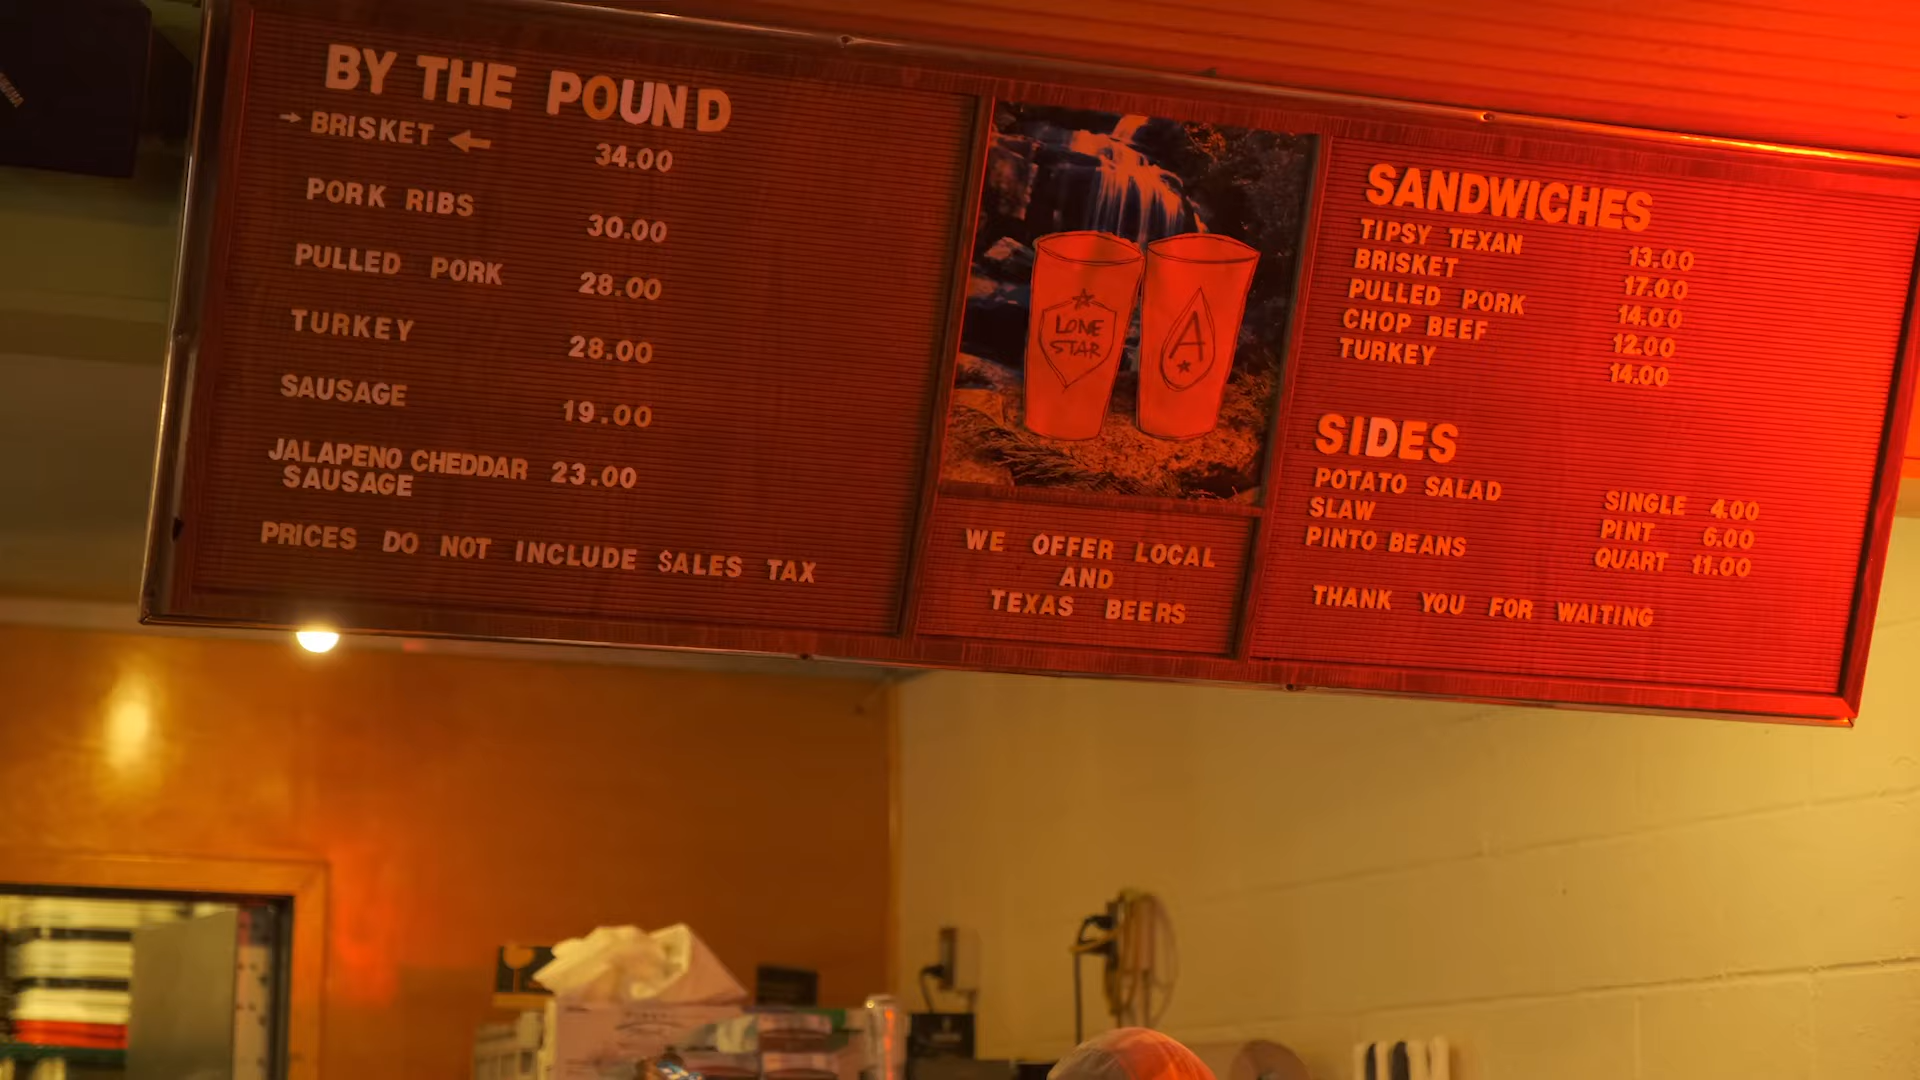 BY THE POUND
→ BRISKET ← 34.00
PORK RIBS 30.00
PULLED PORK 28.00
TURKEY 28.00
SAUSAGE 19.00
JALAPENO CHEDDAR 23.00
SAUSAGE
PRICES DO NOT INCLUDE $ALES TAX
LONE
STAR
A
WE OFFER LOCAL
AND
TEXAS BEERS
SANDWICHES
TIPSY TEXAN 13.00
BRISKET 17.00
PULLED PORK 14.00
CHOP BEEF 12.00
TURKEY 14.00
SIDES
POTATO SALAD SINGLE 4.00
SLAW PINT 6.00
PINTO BEANS QUART 11.00
THANK YOU FOR WAITING